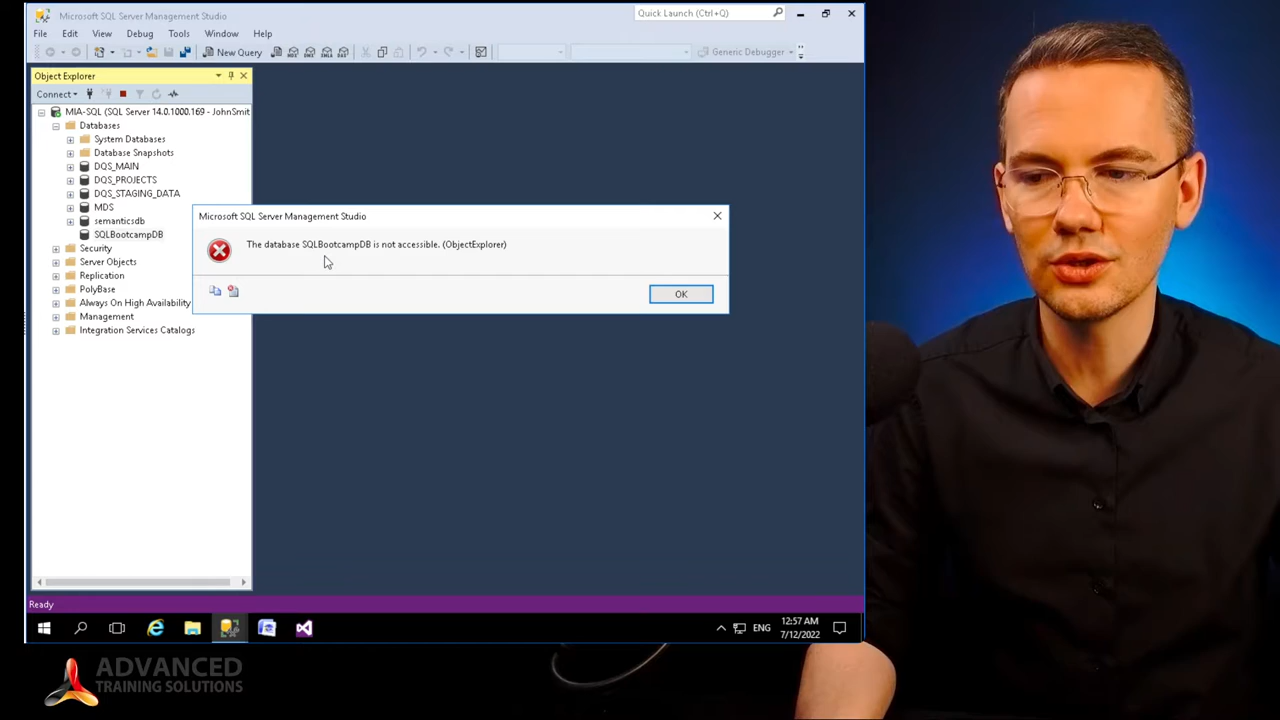 Microsoft SQL Server Management Studio
Quick Launch (Ctrl+Q)
File Edit View Debug Tools Window Help
New Query
Generic Debugger
Object Explorer
Connect
MIA-SQL (SQL Server 14.0.1000.169 - JohnSmit
Databases
System Databases
Database Snapshots
DQS_MAIN
DQS_PROJECTS
DQS_STAGING_DATA
MDS
semanticsdb
SQLBootcampDB
Security
Server Objects
Replication
PolyBase
Always On High Availability
Management
Integration Services Catalogs
Microsoft SQL Server Management Studio
The database SQLBootcampDB is not accessible. (ObjectExplorer)
OK
Ready
ENG
12:57 AM
7/12/2022
ADVANCED
TRAINING SOLUTIONS